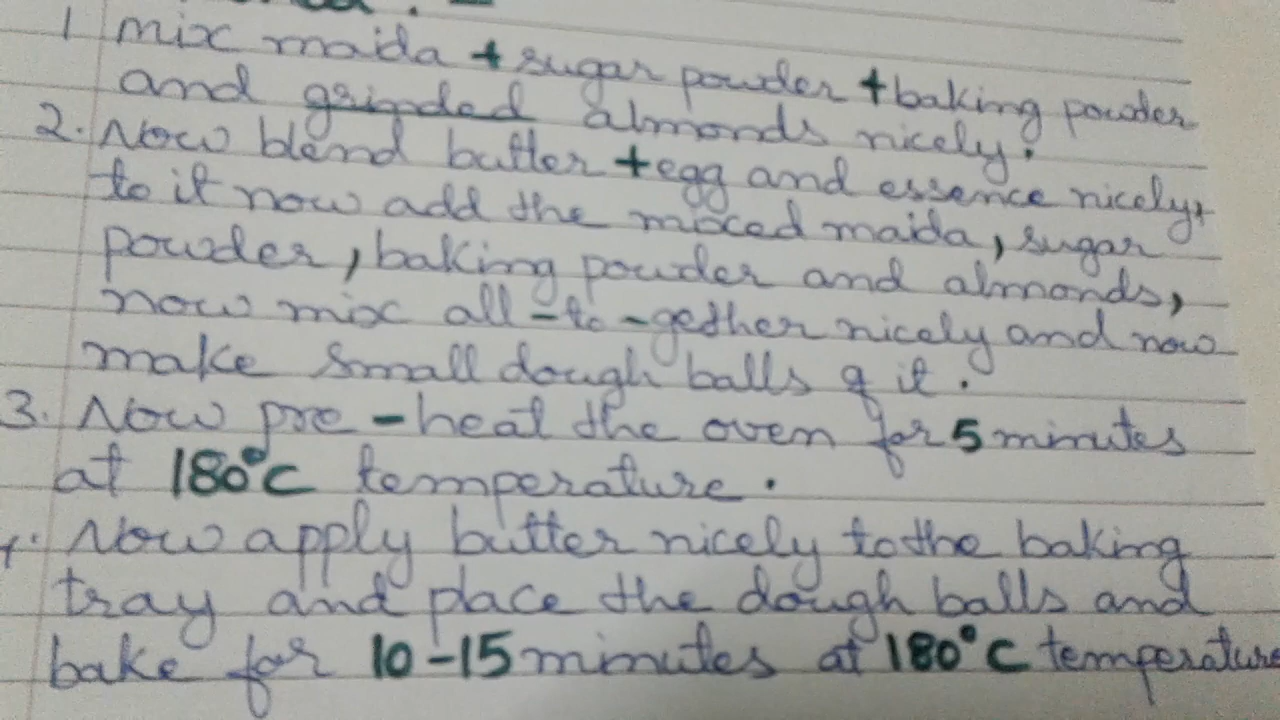 1 mix maida + sugar powder + baking powder
and grinded almonds nicely.
2. Now blend butter + egg and essence nicely,
to it now add the mixed maida, sugar
powder, baking powder and almonds,
now mix all-to-gether nicely and now
make small dough balls of it.
3. Now pre-heat the oven for 5 minutes
at 180°C temperature.
4. Now apply butter nicely to the baking
tray and place the dough balls and
bake for 10-15 minutes at 180°C temperature